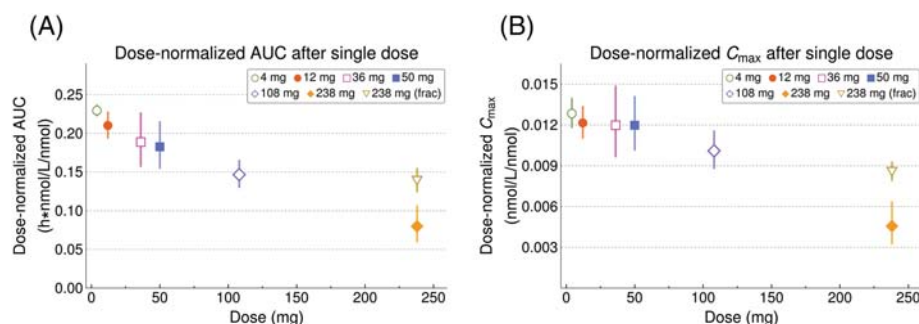 (A)
Dose-normalized AUC after single dose
4 mg 12 mg 36 mg 50 mg
108 mg 238 mg 238 mg (frac)
Dose-normalized AUC
(h∗nmol/L/nmol)
0.25
0.20
0.15
0.10
0.05
0 50 100 150 200 250
Dose (mg)
(B)
Dose-normalized Cmax after single dose
4 mg 12 mg 36 mg 50 mg
108 mg 238 mg 238 mg (frac)
Dose-normalized Cmax
(nmol/L/nmol)
0.015
0.012
0.009
0.006
0.003
0 50 100 150 200 250
Dose (mg)